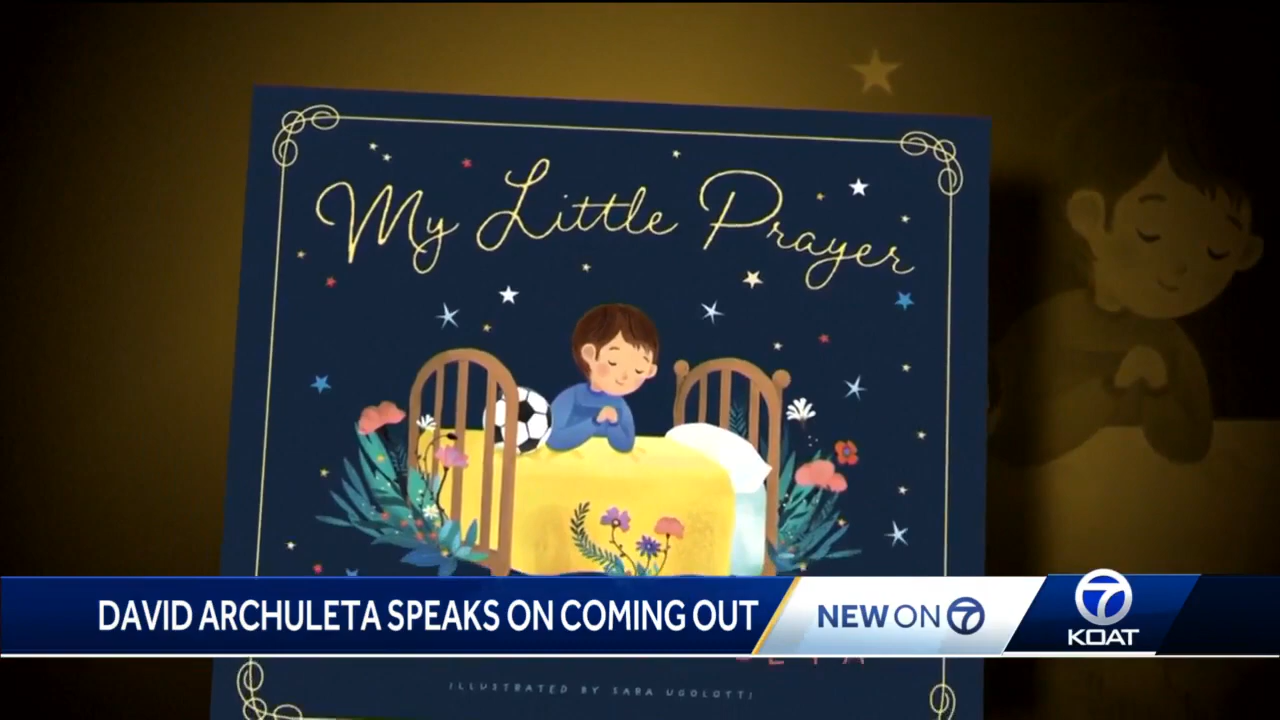 My Little Prayer
DAVID ARCHULETA SPEAKS ON COMING OUT
NEW ON 7
7
KOAT
ILLUSTRATED BY SARA UGOLOTTI